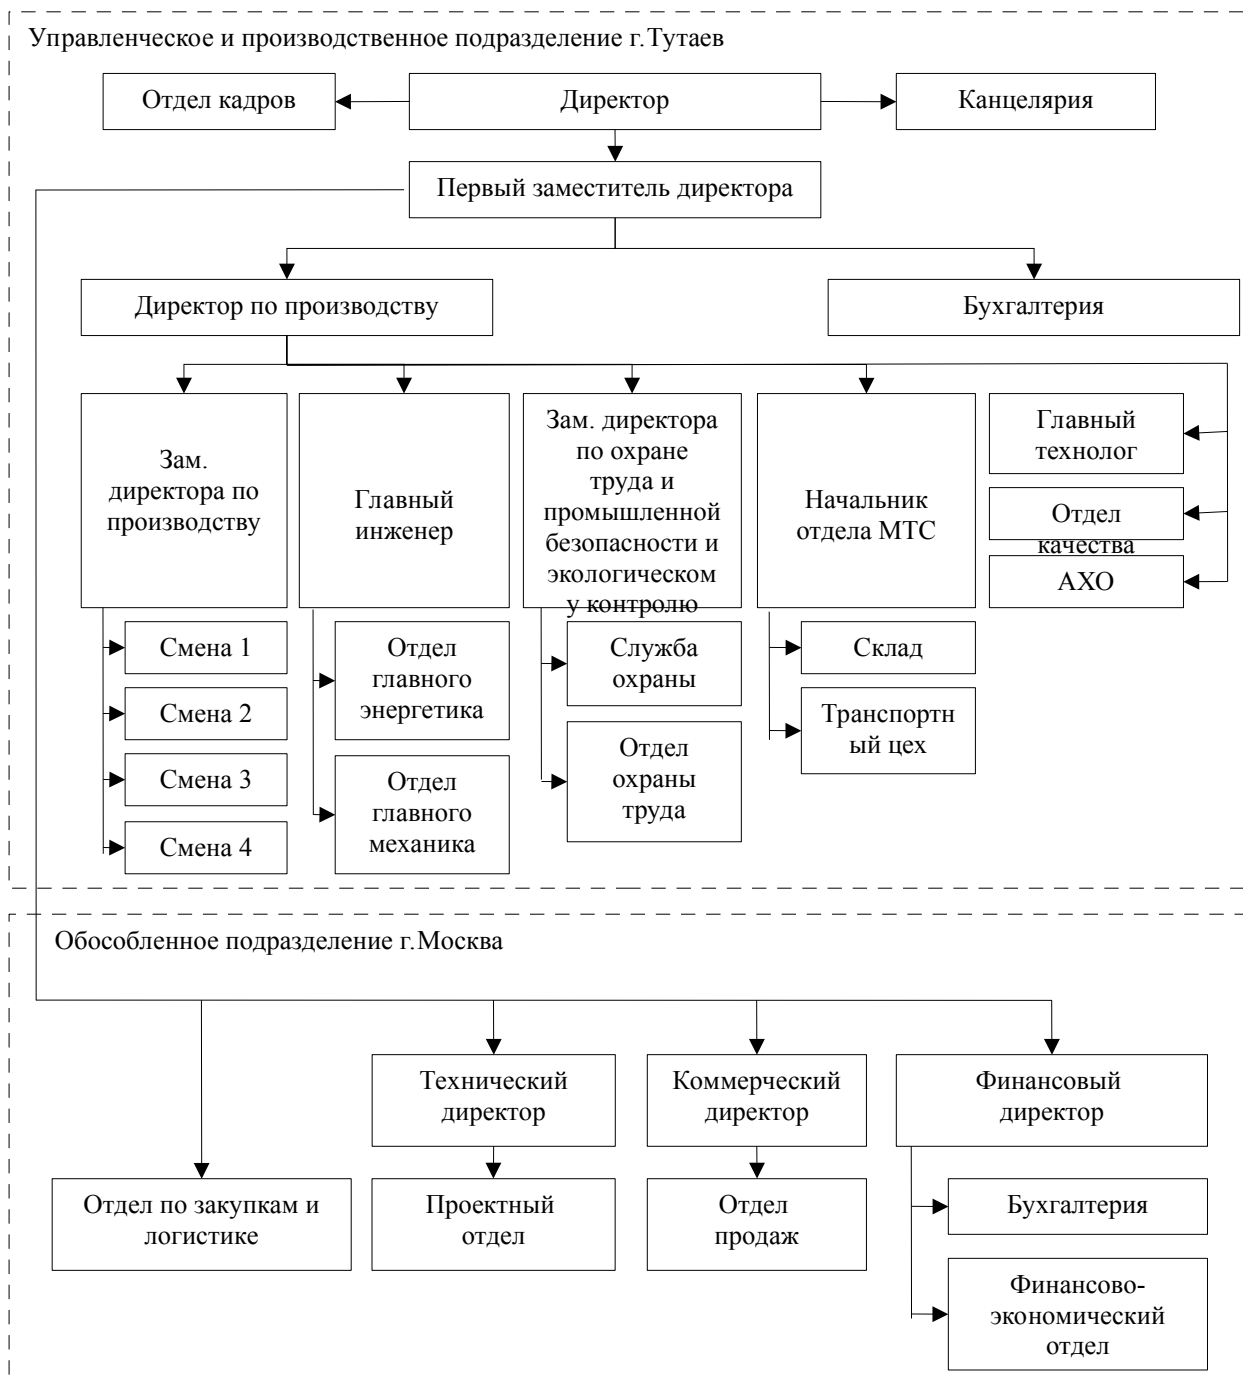 Управленческое и производственное подразделение г.Тутаев
Отдел кадров
Директор
Канцелярия
Первый заместитель директора
Директор по производству
Бухгалтерия
Зам.
директора по
производству
Главный
инженер
Зам. директора
по охране
труда и
промышленной
безопасности и
экологическом
у контролю
Начальник
отдела МТС
Главный
технолог
Отдел
качества
АХО
Смена 1
Смена 2
Смена 3
Смена 4
Отдел
главного
энергетика
Отдел
главного
механика
Служба
охраны
Отдел
охраны
труда
Склад
Транспортн
ый цех
Обособленное подразделение г.Москва
Технический
директор
Коммерческий
директор
Финансовый
директор
Отдел по закупкам и
логистике
Проектный
отдел
Отдел
продаж
Бухгалтерия
Финансово-
экономический
отдел